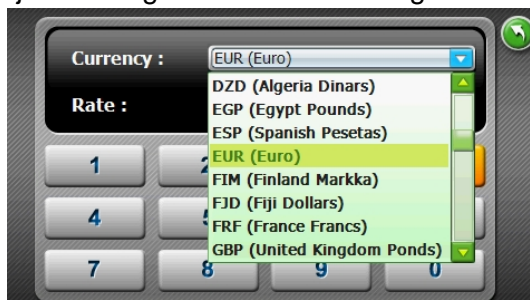 Currency :
EUR (Euro)
DZD (Algeria Dinars)
Rate :
EGP (Egypt Pounds)
ESP (Spanish Pesetas)
EUR (Euro)
FIM (Finland Markka)
FJD (Fiji Dollars)
FRF (France Francs)
GBP (United Kingdom Ponds)
1
4
7 8 9 0